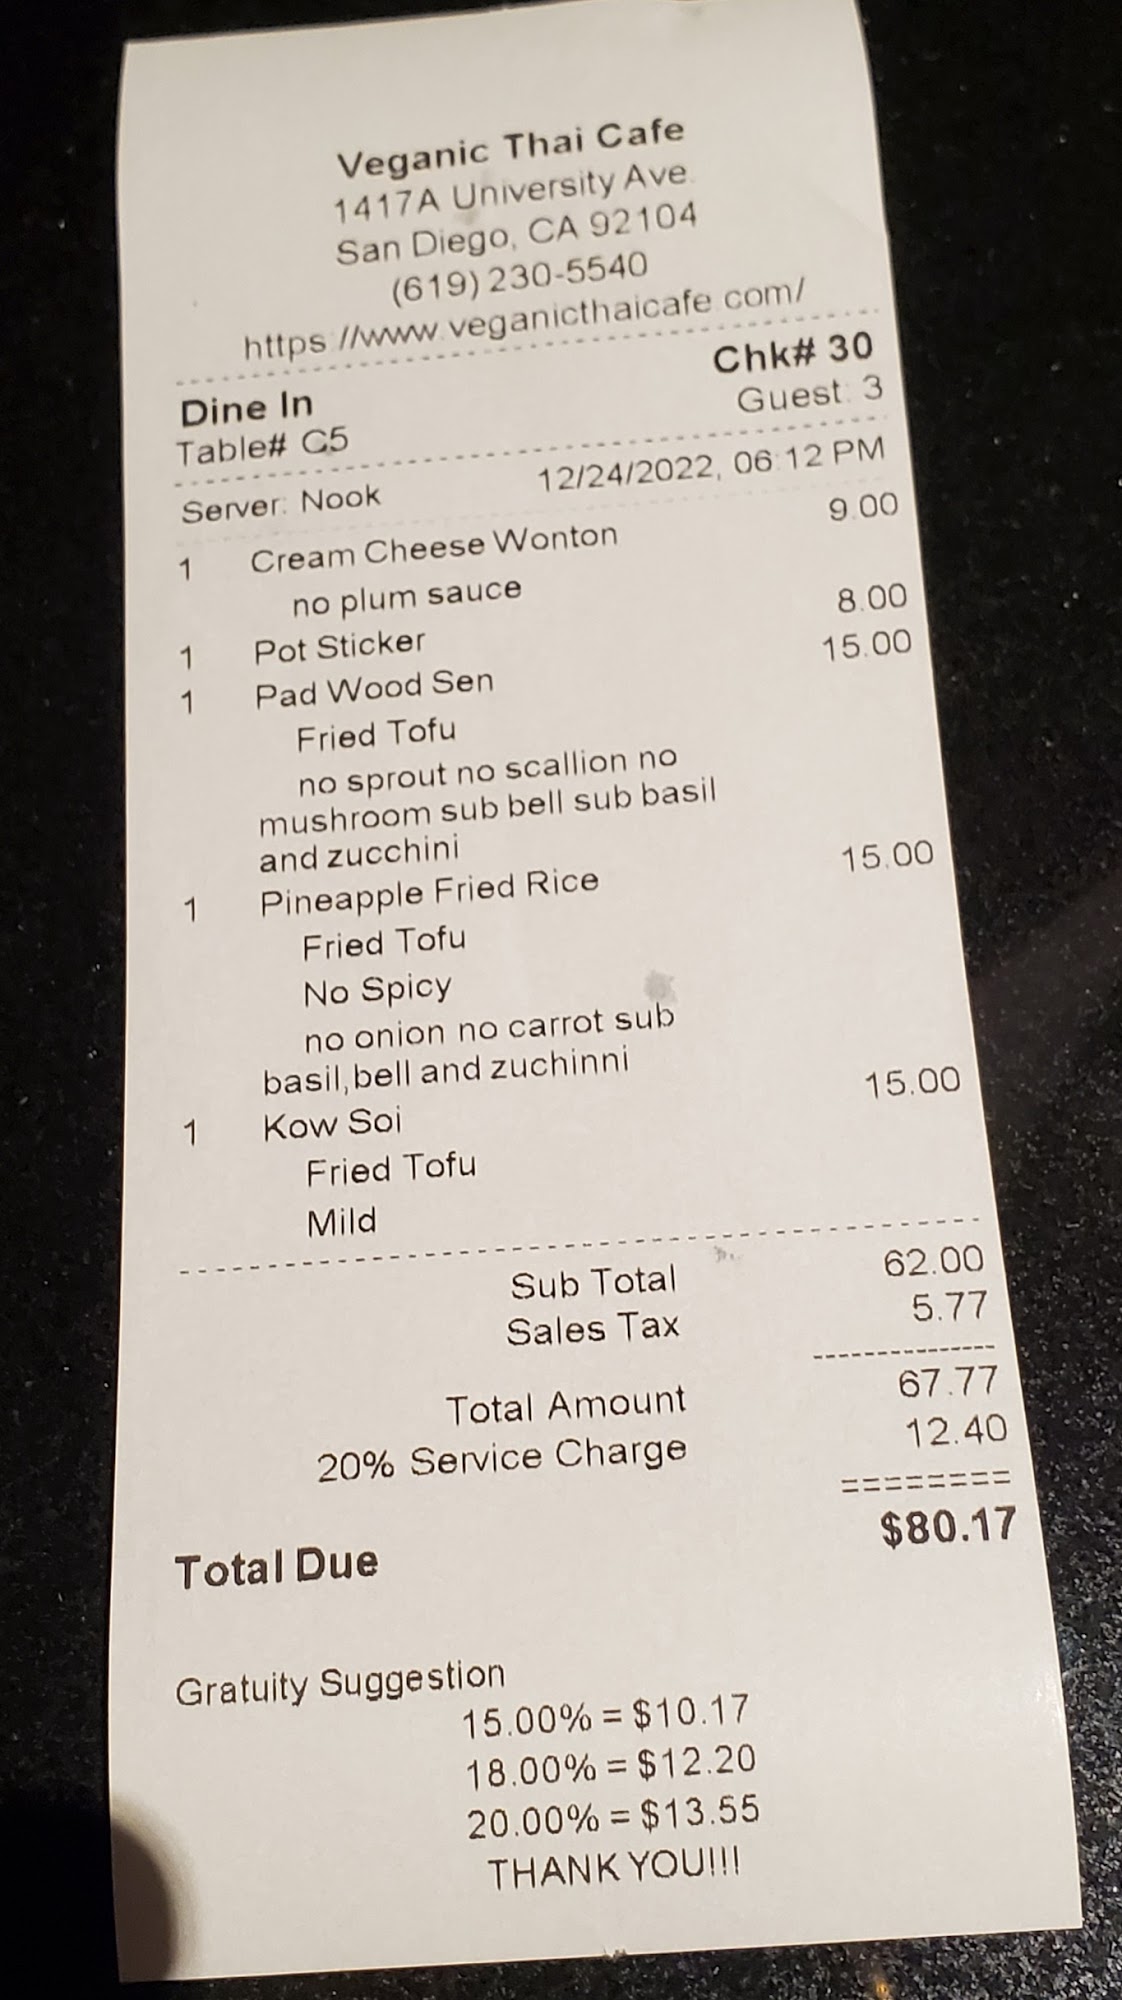 Veganic Thai Cafe
1417A University Ave.
San Diego, CA 92104
(619) 230-5540
https://www.veganicthaicafe.com/
Chk# 30
Dine In
Guest: 3
Table# C5
12/24/2022, 06:12 PM
Server: Nook
1 Cream Cheese Wonton 9.00
no plum sauce
1 Pot Sticker 8.00
1 Pad Wood Sen 15.00
Fried Tofu
no sprout no scallion no
mushroom sub bell sub basil
and zucchini
1 Pineapple Fried Rice 15.00
Fried Tofu
No Spicy
no onion no carrot sub
basil,bell and zuchinni
1 Kow Soi 15.00
Fried Tofu
Mild
Sub Total 62.00
Sales Tax 5.77
Total Amount 67.77
20% Service Charge 12.40
========
Total Due $80.17
Gratuity Suggestion
15.00% = $10.17
18.00% = $12.20
20.00% = $13.55
THANK YOU!!!